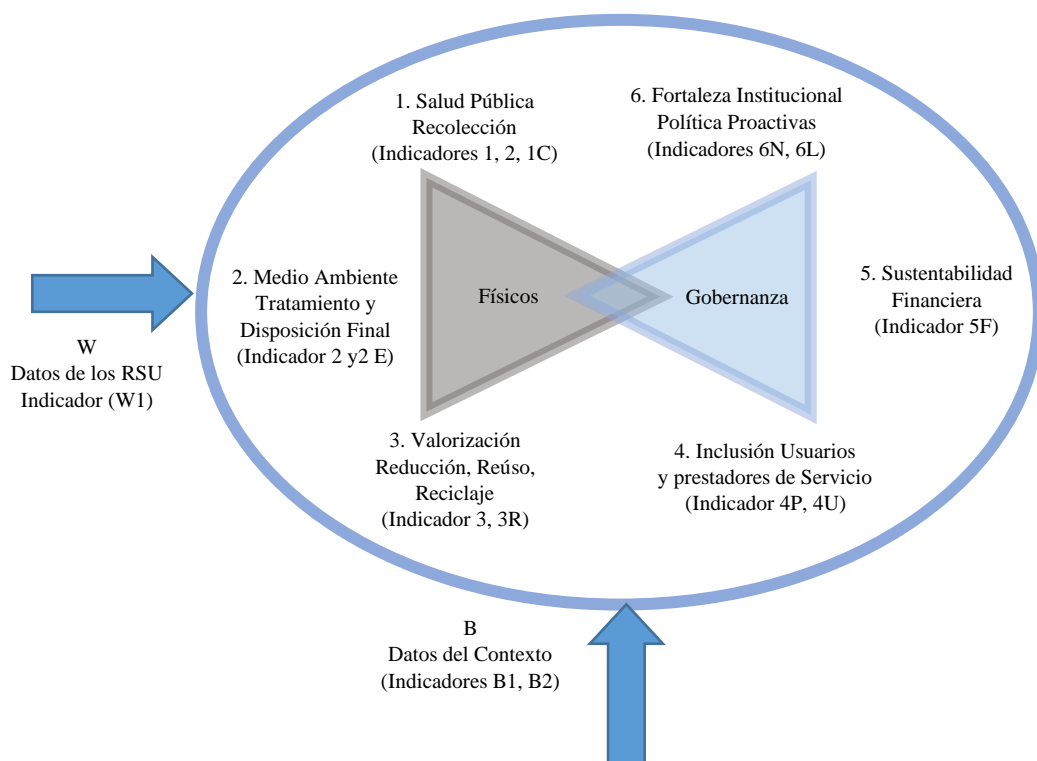 1. Salud Pública
Recolección
(Indicadores 1, 2, 1C)
6. Fortaleza Institucional
Política Proactivas
(Indicadores 6N, 6L)
2. Medio Ambiente
Tratamiento y
Disposición Final
(Indicador 2 y2 E)
Físicos
Gobernanza
5. Sustentabilidad
Financiera
(Indicador 5F)
W
Datos de los RSU
Indicador (W1)
3. Valorización
Reducción, Reúso,
Reciclaje
(Indicador 3, 3R)
4. Inclusión Usuarios
y prestadores de Servicio
(Indicador 4P, 4U)
B
Datos del Contexto
(Indicadores B1, B2)